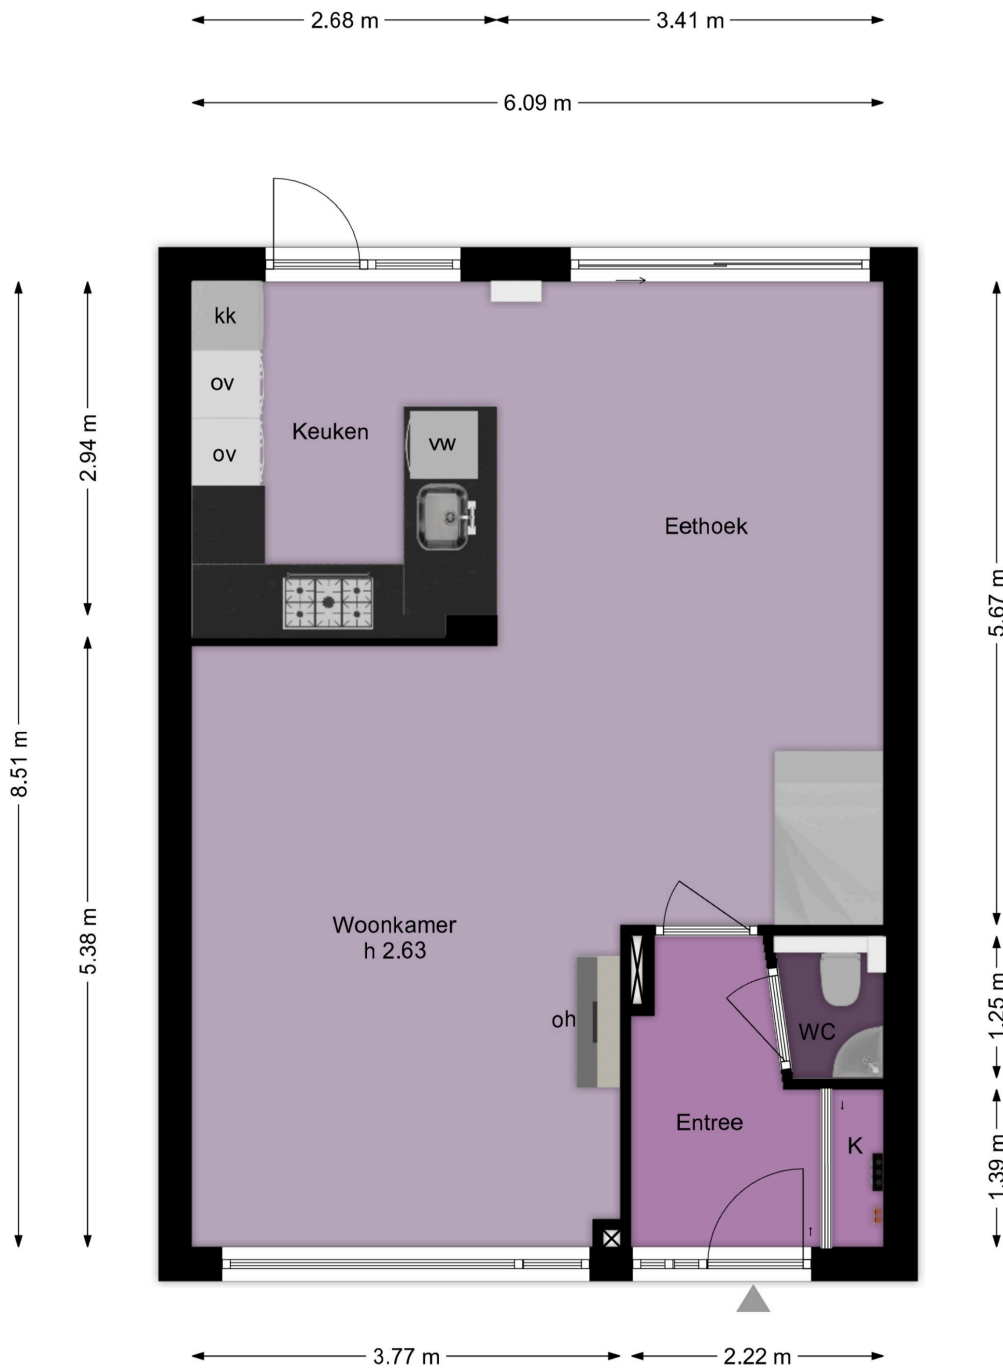 2.68 m
3.41 m
6.09 m
kk
ov
ov
Keuken
vw
Eethoek
2.94 m
5.67 m
8.51 m
5.38 m
Woonkamer
h 2.63
oh
WC
1.25 m
Entree
K
1.39 m
3.77 m
2.22 m